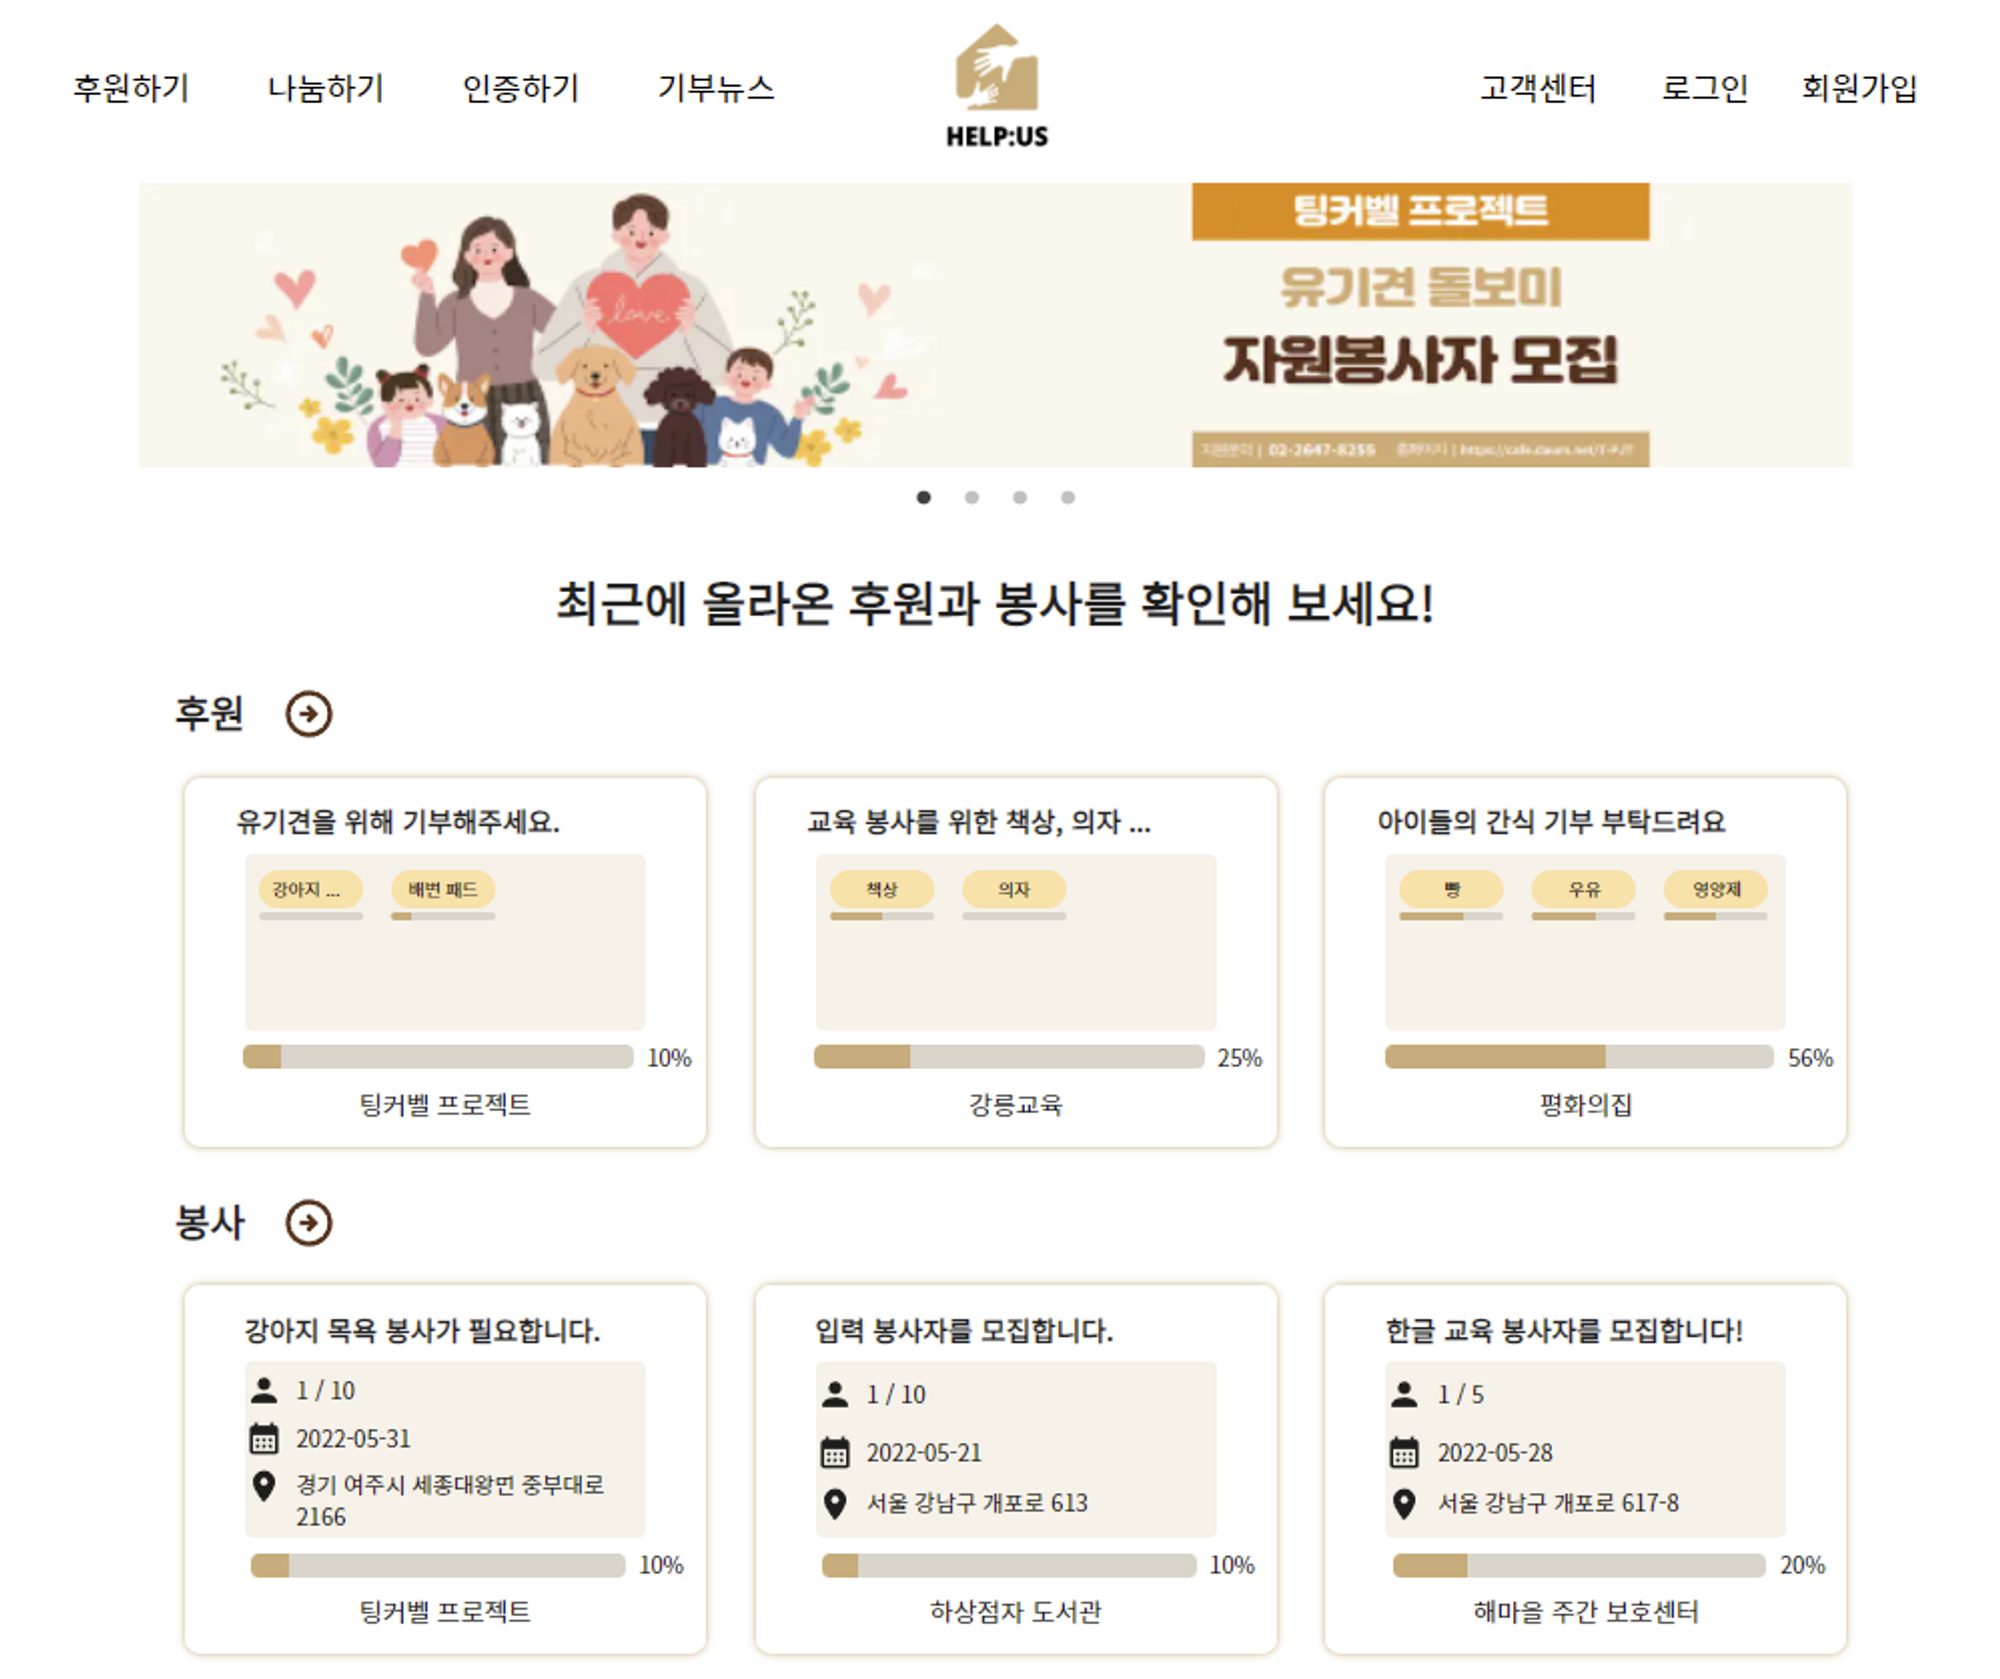 후원하기 나눔하기 인증하기 기부뉴스
HELP:US
고객센터 로그인 회원가입
love
팅커벨 프로젝트
유기견 돌보미
자원봉사자 모집
02-2647-8255 홈페이지 | https://cafe.daum.net/T-PJT
최근에 올라온 후원과 봉사를 확인해 보세요!
후원
유기견을 위해 기부해주세요.
강아지 ... 배변 패드
10%
팅커벨 프로젝트
교육 봉사를 위한 책상, 의자 ...
책상 의자
25%
강릉교육
아이들의 간식 기부 부탁드려요
빵 우유 영양제
56%
평화의집
봉사
강아지 목욕 봉사가 필요합니다.
1 / 10
2022-05-31
경기 여주시 세종대왕면 중부대로
2166
10%
팅커벨 프로젝트
입력 봉사자를 모집합니다.
1 / 10
2022-05-21
서울 강남구 개포로 613
10%
하상점자 도서관
한글 교육 봉사자를 모집합니다!
1 / 5
2022-05-28
서울 강남구 개포로 617-8
20%
해마을 주간 보호센터